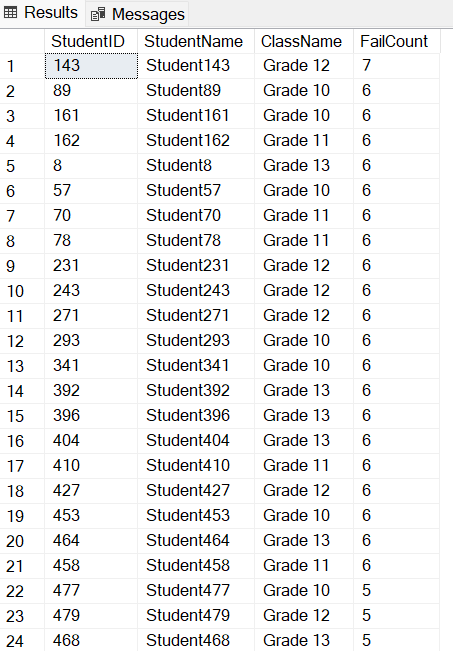 Results Messages
StudentID StudentName ClassName FailCount
1 143 Student143 Grade 12 7
2 89 Student89 Grade 10 6
3 161 Student161 Grade 10 6
4 162 Student162 Grade 11 6
5 8 Student8 Grade 13 6
6 57 Student57 Grade 10 6
7 70 Student70 Grade 11 6
8 78 Student78 Grade 11 6
9 231 Student231 Grade 12 6
10 243 Student243 Grade 12 6
11 271 Student271 Grade 12 6
12 293 Student293 Grade 10 6
13 341 Student341 Grade 10 6
14 392 Student392 Grade 13 6
15 396 Student396 Grade 13 6
16 404 Student404 Grade 13 6
17 410 Student410 Grade 11 6
18 427 Student427 Grade 12 6
19 453 Student453 Grade 10 6
20 464 Student464 Grade 13 6
21 458 Student458 Grade 11 6
22 477 Student477 Grade 10 5
23 479 Student479 Grade 12 5
24 468 Student468 Grade 13 5